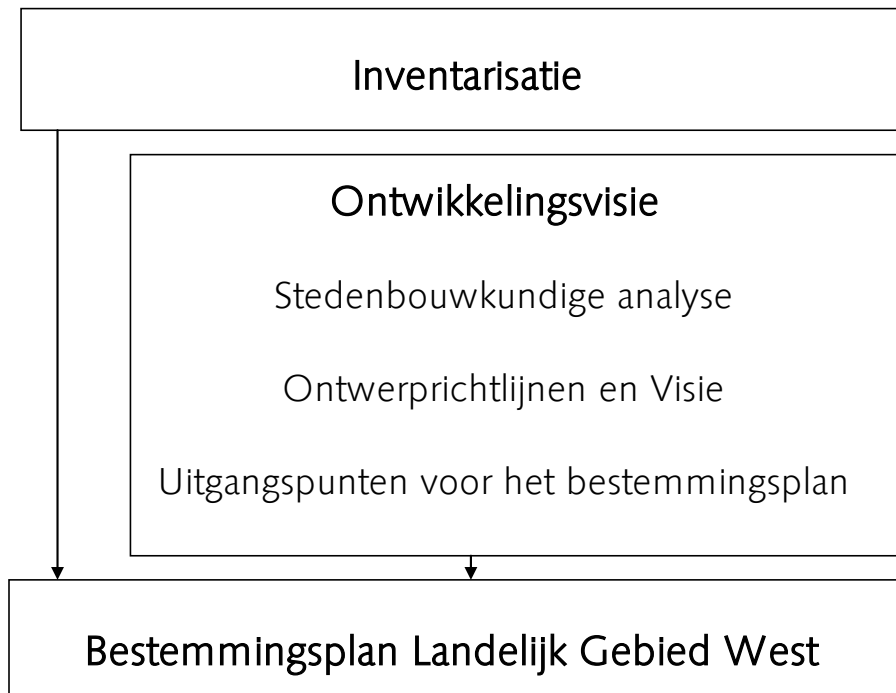 Inventarisatie
Ontwikkelingsvisie
Stedenbouwkundige analyse
Ontwerprichtlijnen en Visie
Uitgangspunten voor het bestemmingsplan
Bestemmingsplan Landelijk Gebied West